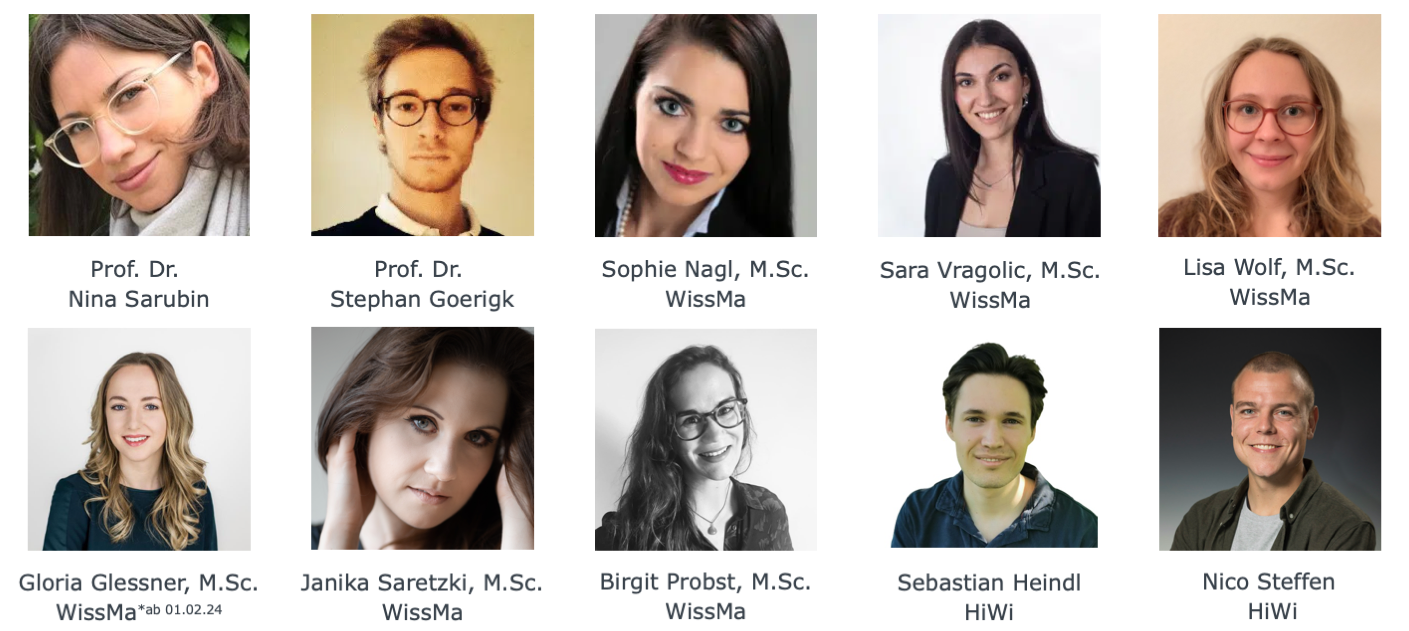 Prof. Dr.
Nina Sarubin
Prof. Dr.
Stephan Goerigk
Sophie Nagl, M.Sc.
WissMa
Sara Vragolic, M.Sc.
WissMa
Lisa Wolf, M.Sc.
WissMa
Gloria Glessner, M.Sc.
WissMa*ab 01.02.24
Janika Saretzki, M.Sc.
WissMa
Birgit Probst, M.Sc.
WissMa
Sebastian Heindl
HiWi
Nico Steffen
HiWi